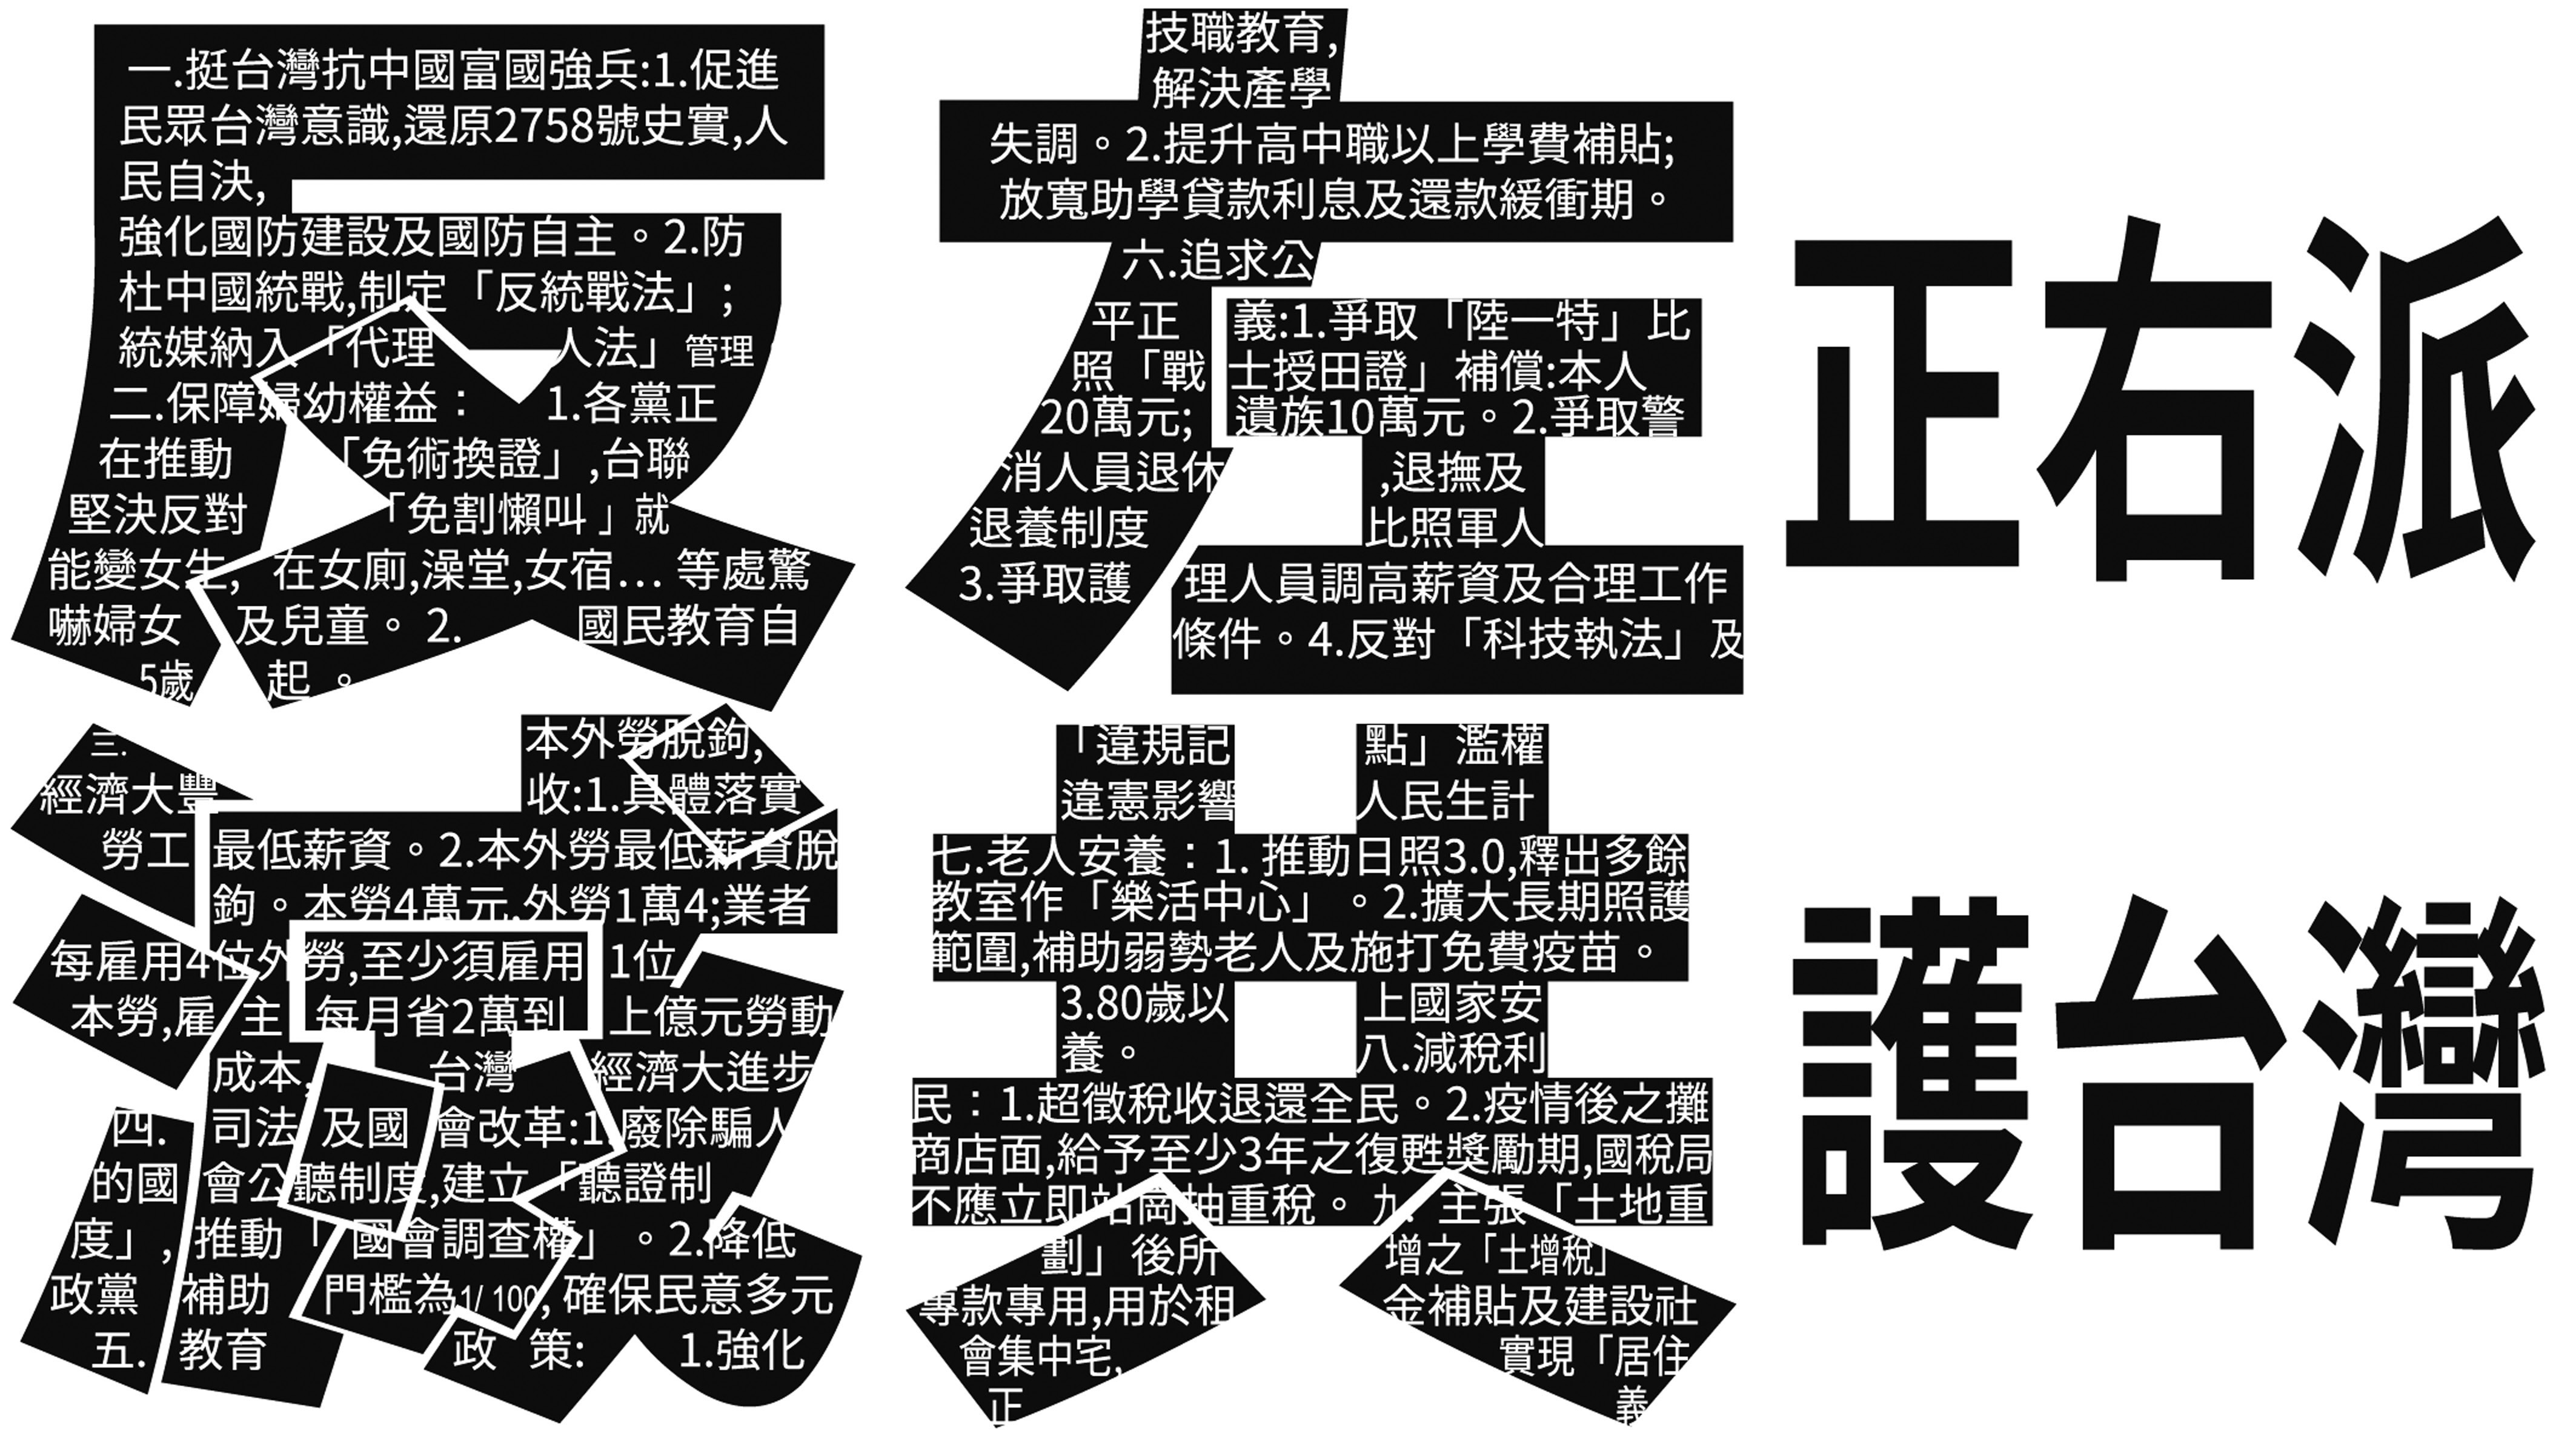 反左
滅共
正右派
護台灣
一.挺台灣抗中國富國強兵:1.促進
民眾台灣意識,還原2758號史實,人
民自決,
強化國防建設及國防自主。2.防
杜中國統戰,制定「反統戰法」;
統媒納入「代理人法」管理
二.保障婦幼權益： 1.各黨正
在推動「免術換證」,台聯
堅決反對「免割懶叫」就
能變女生, 在女廁,澡堂,女宿... 等處驚
嚇婦女及兒童。 2. 國民教育自
5歲起。
三. 本外勞脫鉤,
經濟大豐收:1.具體落實
勞工最低薪資。2.本外勞最低薪資脫
鉤。本勞4萬元,外勞1萬4;業者
每雇用4位外勞,至少須雇用 1位
本勞,雇主每月省2萬到上億元勞動
成本, 台灣經濟大進步
四. 司法及國會改革:1.廢除騙人
的國會公聽制度,建立「聽證制
度」, 推動「國會調查權」。2.降低
政黨補助門檻為1/ 100, 確保民意多元
五. 教育政策: 1.強化
技職教育,
解決產學
失調。2.提升高中職以上學費補貼;
放寬助學貸款利息及還款緩衝期。
六.追求公
平正義:1.爭取「陸一特」比
照「戰士授田證」補償:本人
20萬元; 遺族10萬元。2.爭取警
消人員退休,退撫及
退養制度比照軍人
3.爭取護理人員調高薪資及合理工作
條件。4.反對「科技執法」及
「違規記點」濫權
違憲影響人民生計
七.老人安養：1. 推動日照3.0,釋出多餘
教室作「樂活中心」。2.擴大長期照護
範圍,補助弱勢老人及施打免費疫苗。
3.80歲以上國家安
養。 八.減稅利
民：1.超徵稅收退還全民。2.疫情後之攤
商店面,給予至少3年之復甦獎勵期,國稅局
不應立即站崗抽重稅。 九. 主張「土地重
劃」後所增之「土增稅」
專款專用,用於租金補貼及建設社
會集中宅, 實現「居住
正義